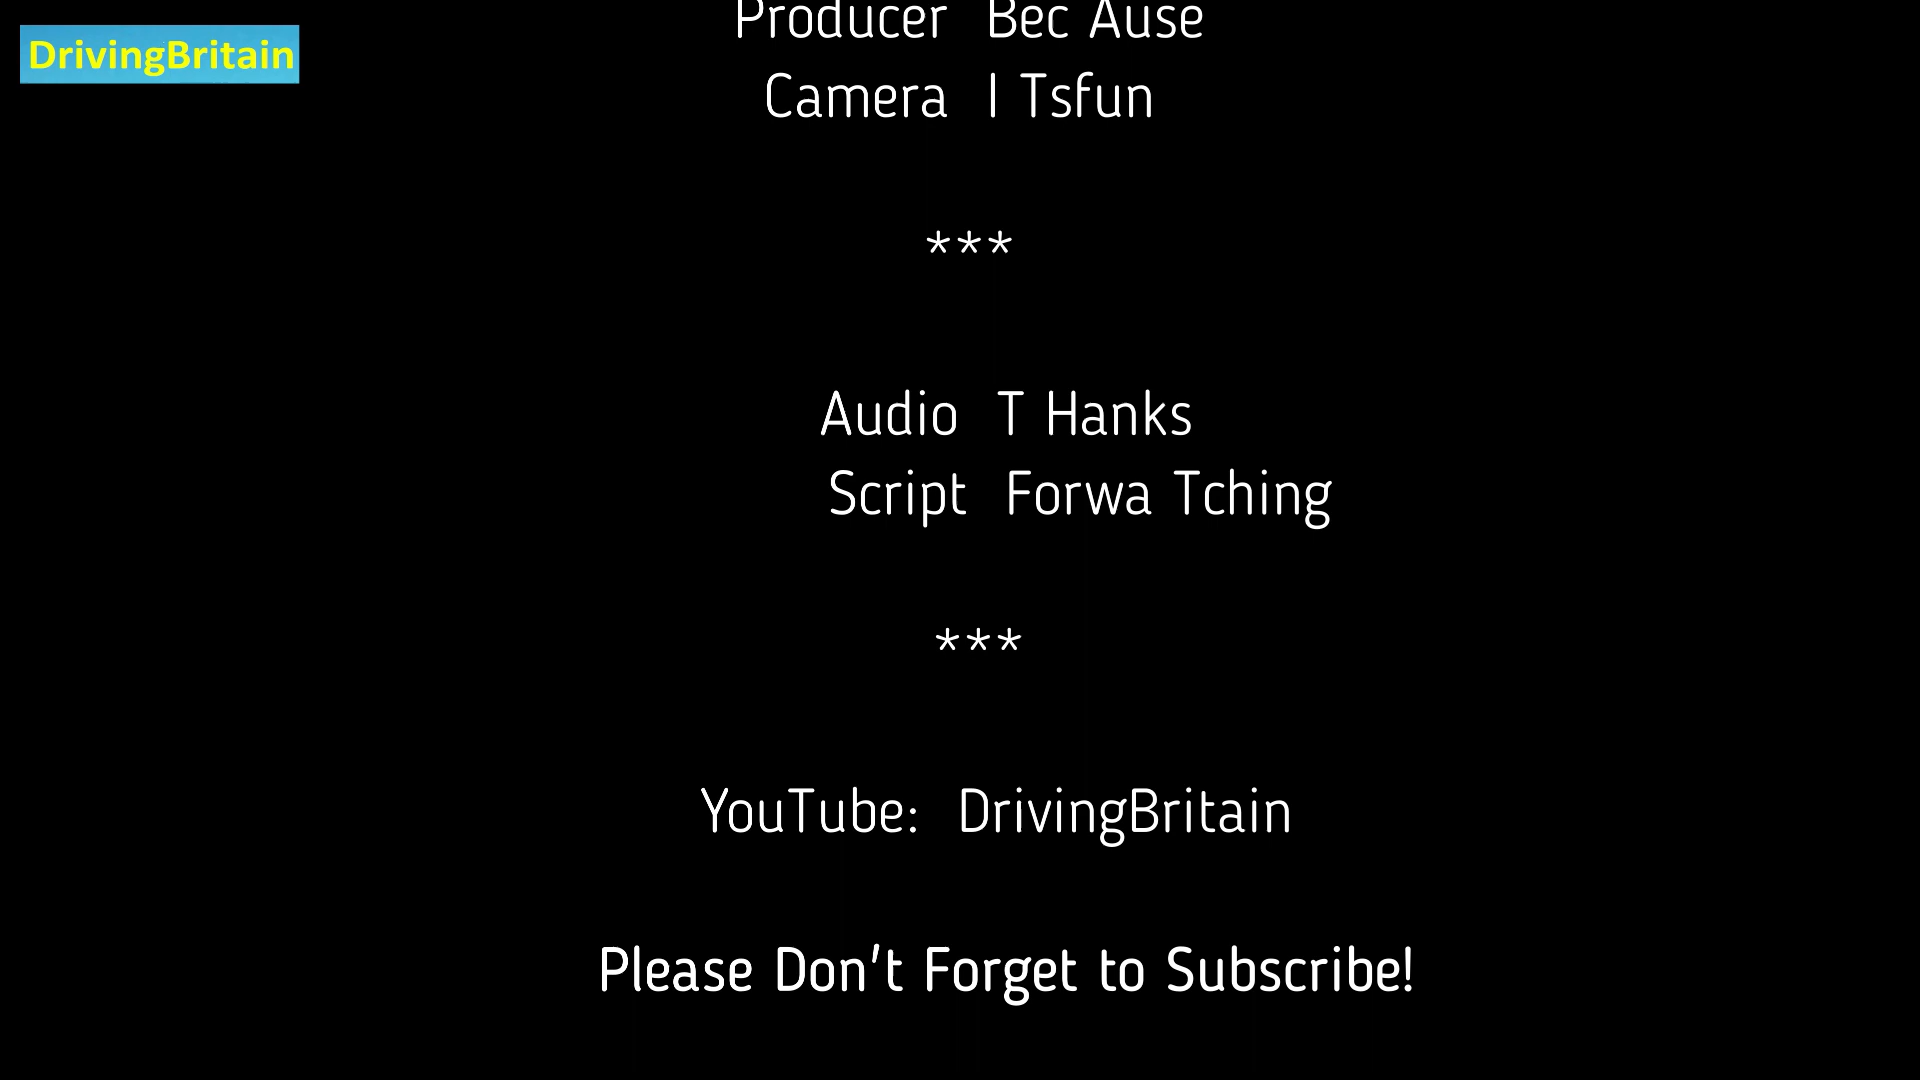 Producer Bec Ause
DrivingBritain
Camera I Tsfun
***
Audio T Hanks
Script Forwa Tching
***
YouTube: DrivingBritain
Please Don't Forget to Subscribe!